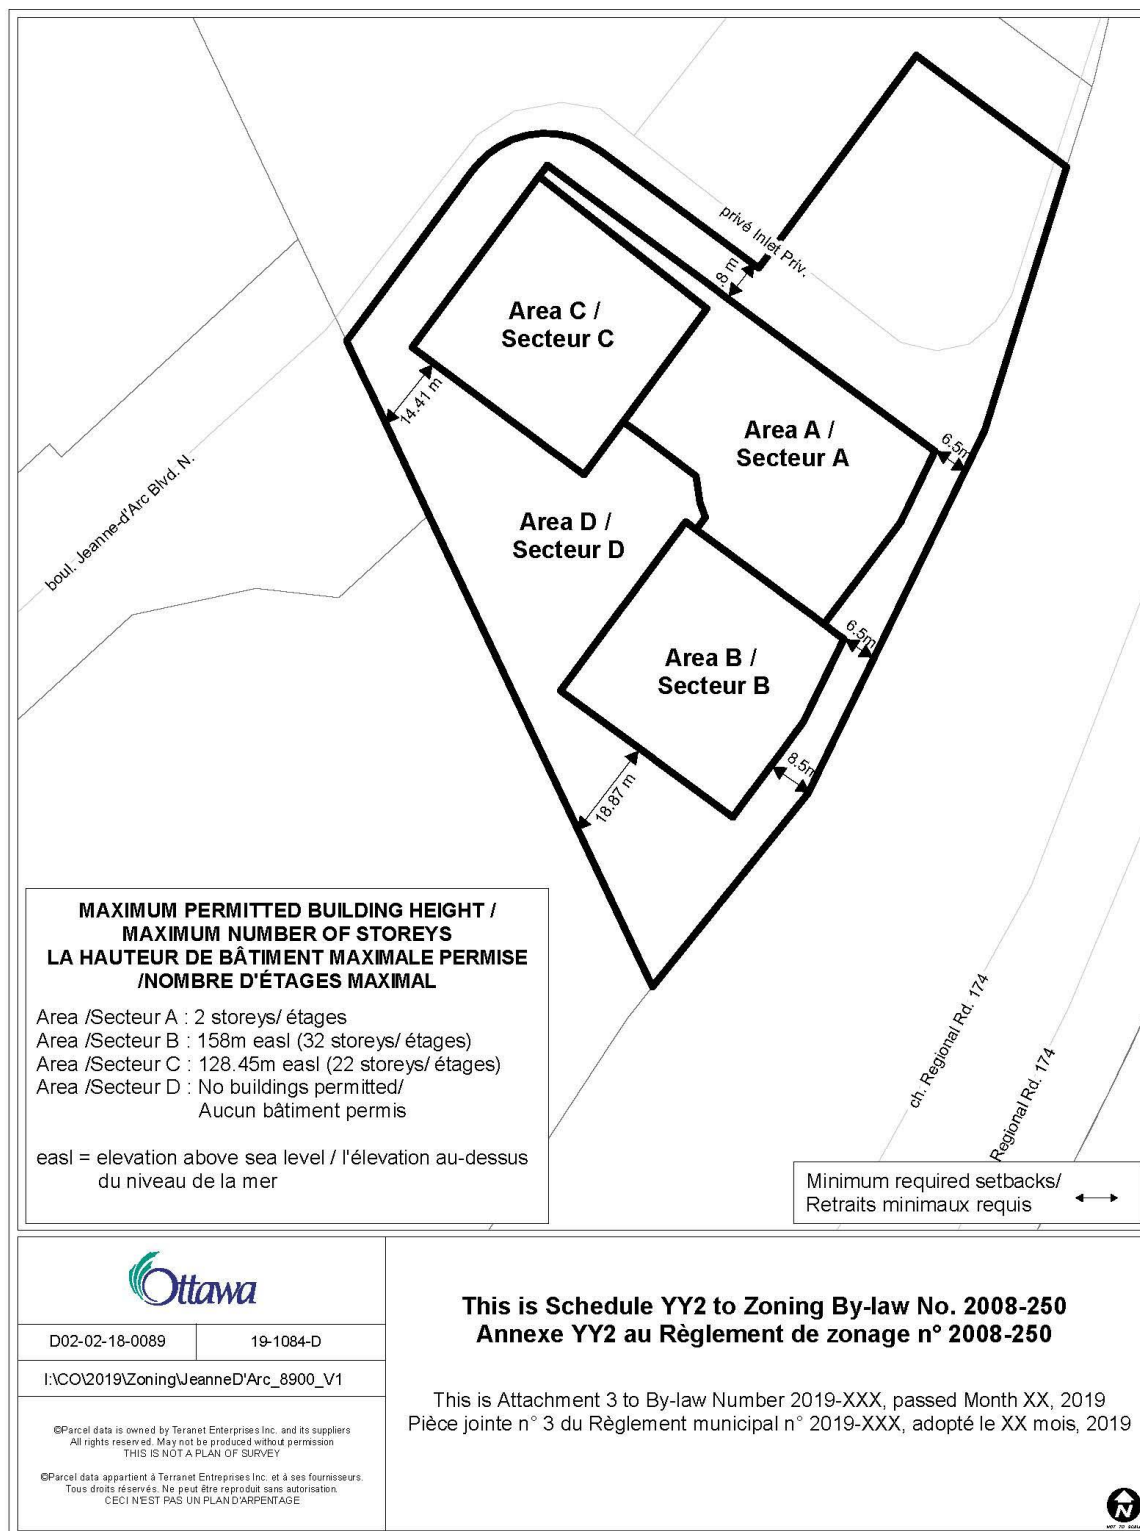 privé Inlet Priv.
.8 m
Area C /
Secteur C
14.41 m
Area A /
Secteur A
6.5m
boul. Jeanne-d'Arc Blvd. N.
Area D /
Secteur D
6.5m
Area B /
Secteur B
8.5m
18.87 m
ch. Regional Rd. 174
Regional Rd. 174
MAXIMUM PERMITTED BUILDING HEIGHT /
MAXIMUM NUMBER OF STOREYS
LA HAUTEUR DE BÂTIMENT MAXIMALE PERMISE
/NOMBRE D'ÉTAGES MAXIMAL
Area /Secteur A : 2 storeys/ étages
Area /Secteur B : 158m easl (32 storeys/ étages)
Area /Secteur C : 128.45m easl (22 storeys/ étages)
Area /Secteur D : No buildings permitted/
Aucun bâtiment permis
easl = elevation above sea level / l'élevation au-dessus
du niveau de la mer
Minimum required setbacks/
Retraits minimaux requis
Ottawa
D02-02-18-0089
19-1084-D
I:\CO\2019\Zoning\JeanneD'Arc_8900_V1
©Parcel data is owned by Teranet Enterprises Inc. and its suppliers
All rights reserved. May not be produced without permission
THIS IS NOT A PLAN OF SURVEY
©Parcel data appartient à Terranet Entreprises Inc. et à ses fournisseurs.
Tous droits réservés. Ne peut être reproduit sans autorisation.
CECI N'EST PAS UN PLAN D'ARPENTAGE
This is Schedule YY2 to Zoning By-law No. 2008-250
Annexe YY2 au Règlement de zonage n° 2008-250
This is Attachment 3 to By-law Number 2019-XXX, passed Month XX, 2019
Pièce jointe n° 3 du Règlement municipal n° 2019-XXX, adopté le XX mois, 2019
N
NOT TO SCALE